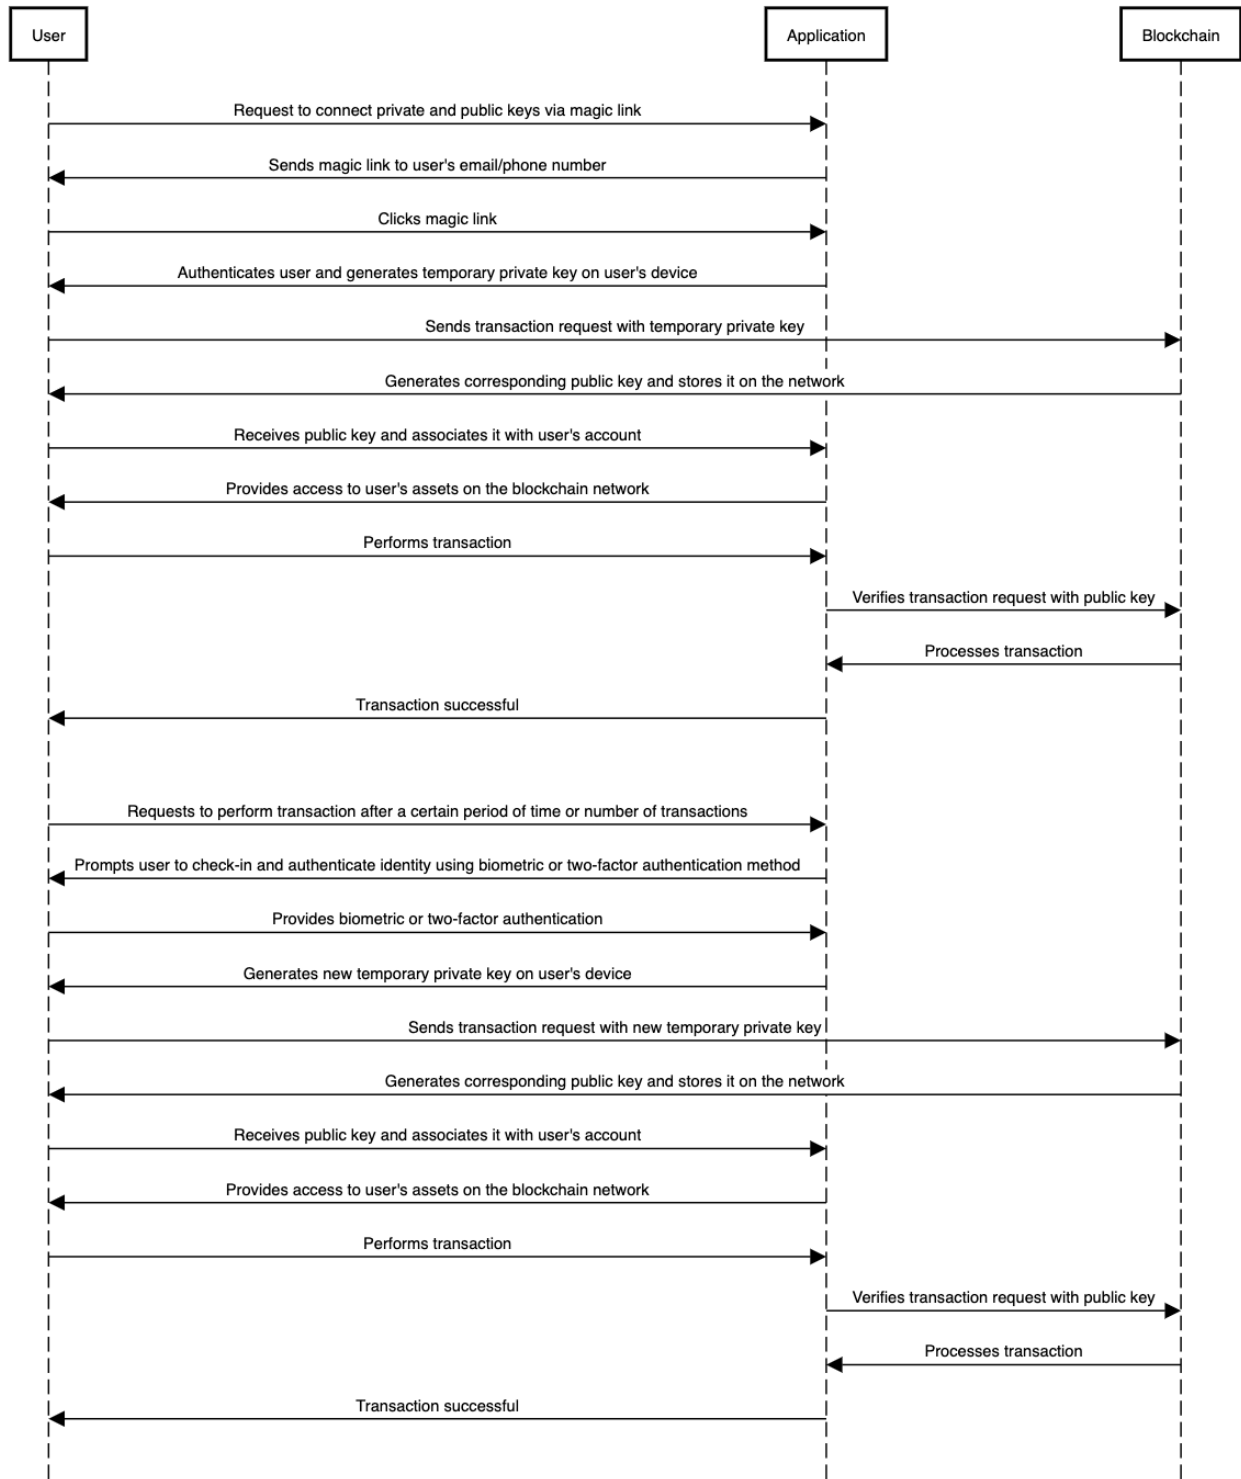 User
Application
Blockchain
Request to connect private and public keys via magic link
Sends magic link to user's email/phone number
Clicks magic link
Authenticates user and generates temporary private key on user's device
Sends transaction request with temporary private key
Generates corresponding public key and stores it on the network
Receives public key and associates it with user's account
Provides access to user's assets on the blockchain network
Performs transaction
Verifies transaction request with public key
Processes transaction
Transaction successful
Requests to perform transaction after a certain period of time or number of transactions
Prompts user to check-in and authenticate identity using biometric or two-factor authentication method
Provides biometric or two-factor authentication
Generates new temporary private key on user's device
Sends transaction request with new temporary private key
Generates corresponding public key and stores it on the network
Receives public key and associates it with user's account
Provides access to user's assets on the blockchain network
Performs transaction
Verifies transaction request with public key
Processes transaction
Transaction successful